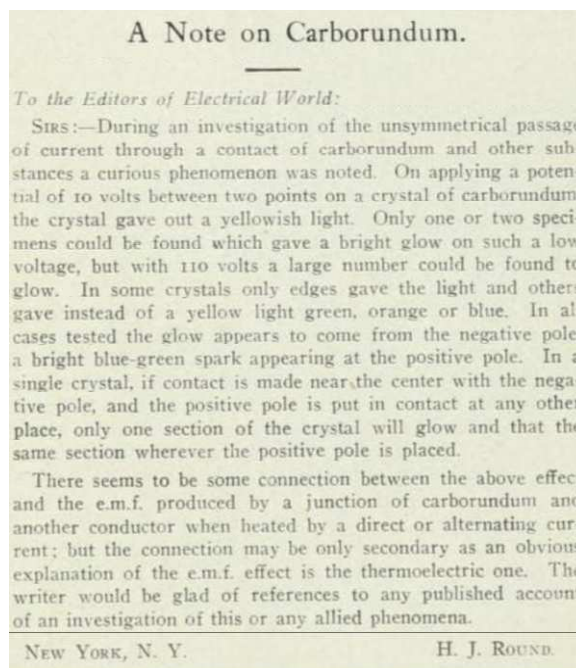 A Note on Carborundum.
To the Editors of Electrical World:
SIRS:—During an investigation of the unsymmetrical passage
of current through a contact of carborundum and other sub-
stances a curious phenomenon was noted. On applying a poten-
tial of 10 volts between two points on a crystal of carborundum,
the crystal gave out a yellowish light. Only one or two speci-
mens could be found which gave a bright glow on such a low
voltage, but with 110 volts a large number could be found to
glow. In some crystals only edges gave the light and others
gave instead of a yellow light green, orange or blue. In all
cases tested the glow appears to come from the negative pole,
a bright blue-green spark appearing at the positive pole. In a
single crystal, if contact is made near the center with the nega-
tive pole, and the positive pole is put in contact at any other
place, only one section of the crystal will glow and that the
same section wherever the positive pole is placed.
There seems to be some connection between the above effect
and the e.m.f. produced by a junction of carborundum and
another conductor when heated by a direct or alternating cur-
rent; but the connection may be only secondary as an obvious
explanation of the e.m.f. effect is the thermoelectric one. The
writer would be glad of references to any published account
of an investigation of this or any allied phenomena.
NEW YORK, N. Y. H. J. ROUND.